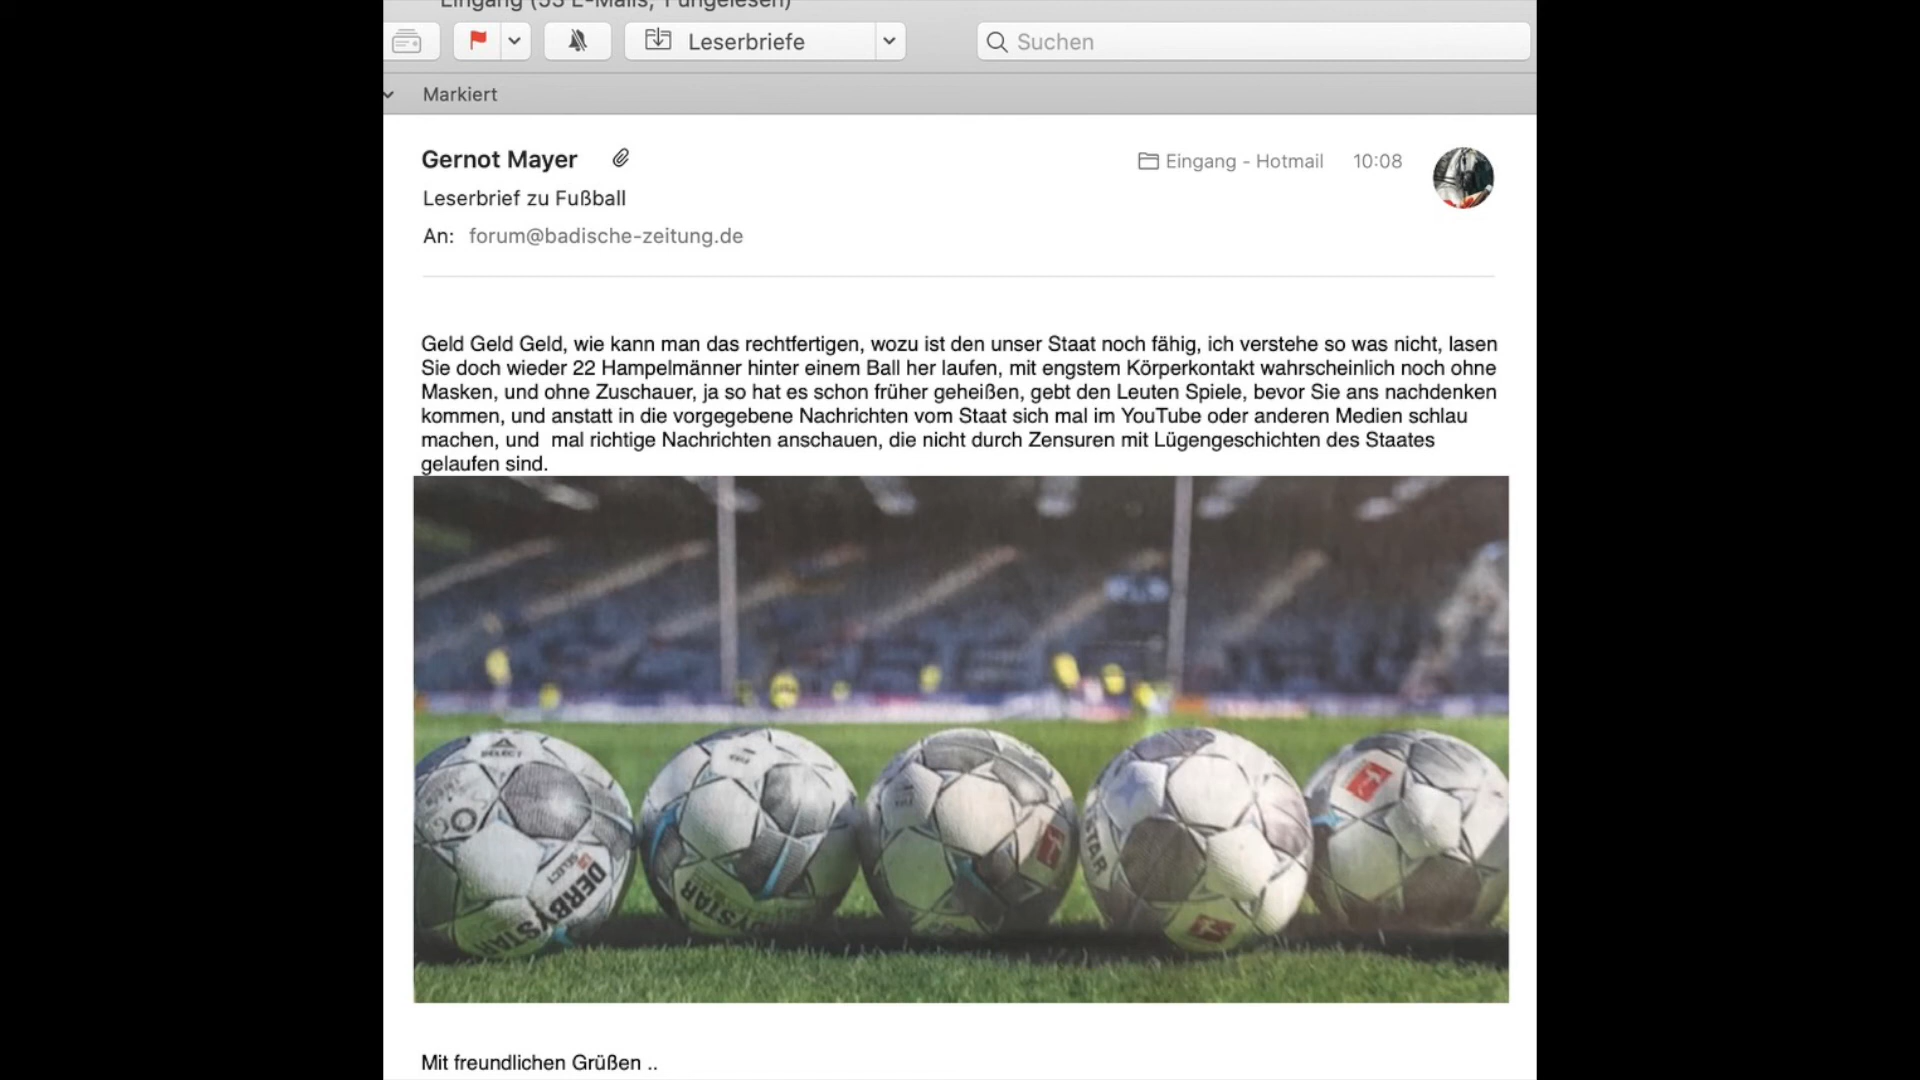 Leserbriefe
Suchen
Markiert
Gernot Mayer
Eingang - Hotmail 10:08
Leserbrief zu Fußball
An: forum@badische-zeitung.de
Geld Geld Geld, wie kann man das rechtfertigen, wozu ist den unser Staat noch fähig, ich verstehe so was nicht, lasen
Sie doch wieder 22 Hampelmänner hinter einem Ball her laufen, mit engstem Körperkontakt wahrscheinlich noch ohne
Masken, und ohne Zuschauer, ja so hat es schon früher geheißen, gebt den Leuten Spiele, bevor Sie ans nachdenken
kommen, und anstatt in die vorgegebene Nachrichten vom Staat sich mal im YouTube oder anderen Medien schlau
machen, und  mal richtige Nachrichten anschauen, die nicht durch Zensuren mit Lügengeschichten des Staates
gelaufen sind.
SELECT
SELECT
DERBYSTAR
Mit freundlichen Grüßen ..